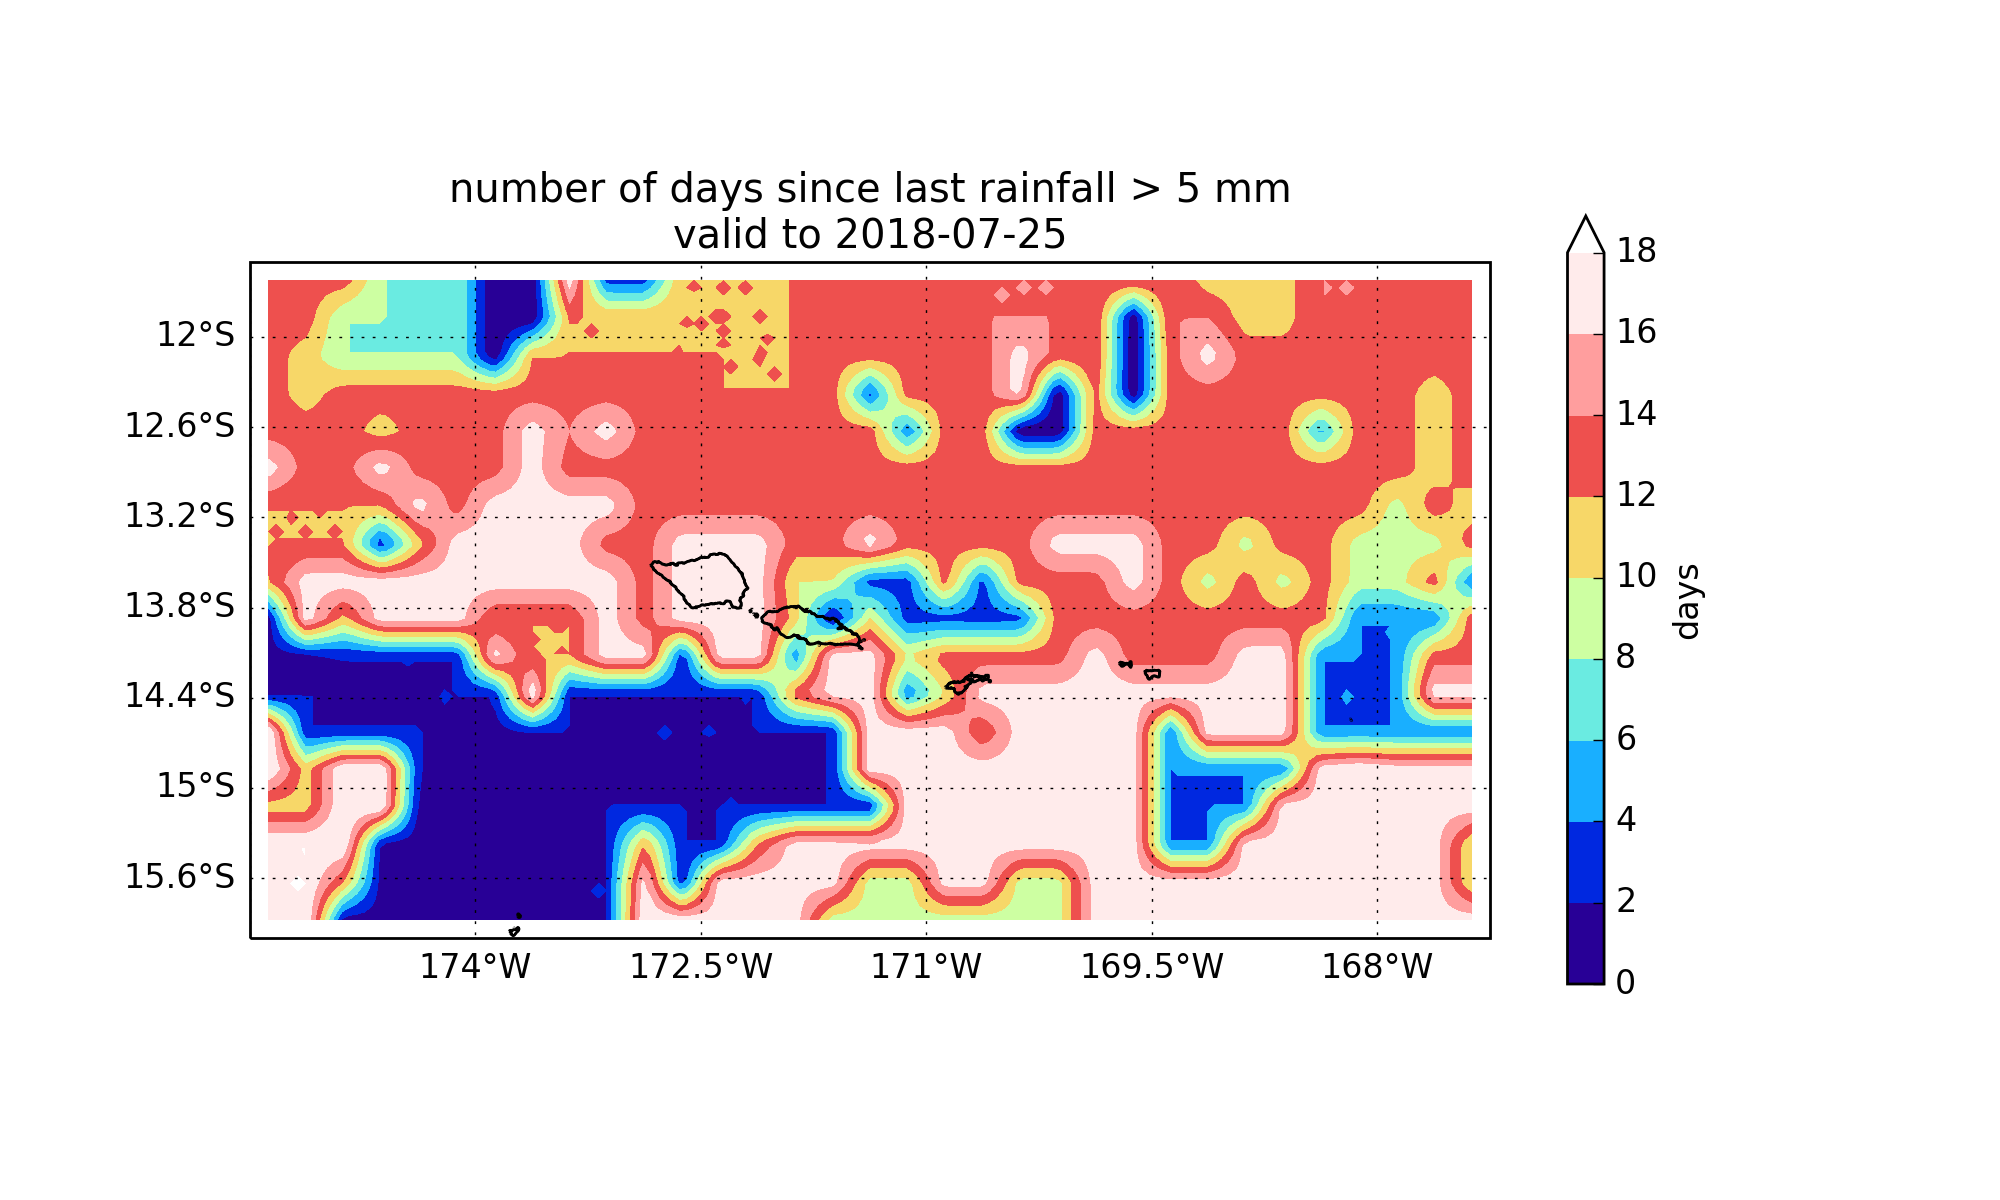 number of days since last rainfall > 5 mm
valid to 2018-07-25
12°S
12.6°S
13.2°S
13.8°S
14.4°S
15°S
15.6°S
174°W
172.5°W
171°W
169.5°W
168°W
18
16
14
12
10
8
6
4
2
0
days